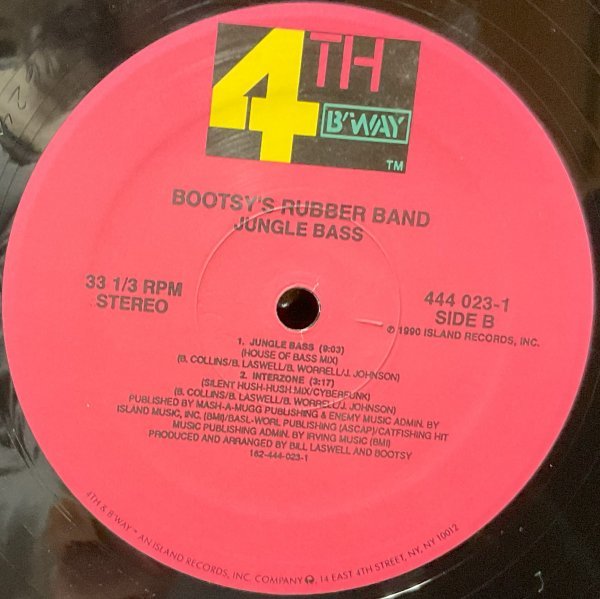 4TH
B'WAY
TM
BOOTSY'S RUBBER BAND
JUNGLE BASS
33 1/3 RPM
STEREO
444 023-1
SIDE B
℗ 1990 ISLAND RECORDS, INC.
1. JUNGLE BASS (9:03)
(HOUSE OF BASS MIX)
(B. COLLINS/B. LASWELL/B. WORRELL/J. JOHNSON)
2. INTERZONE (3:17)
(SILENT HUSH-HUSH MIX/CYBERFUNK)
(B. COLLINS/B. LASWELL/B. WORRELL/J. JOHNSON)
PUBLISHED BY MASH-A-MUGG PUBLISHING & ENEMY MUSIC ADMIN. BY
ISLAND MUSIC, INC. (BMI)/BASL-WORL PUBLISHING (ASCAP)/CATFISHING HIT
MUSIC PUBLISHING ADMIN. BY IRVING MUSIC (BMI)
PRODUCED AND ARRANGED BY BILL LASWELL AND BOOTSY
162-444-023-1
4TH & B'WAY™ AN ISLAND RECORDS, INC. COMPANY, 14 EAST 4TH STREET, NY, NY 10012